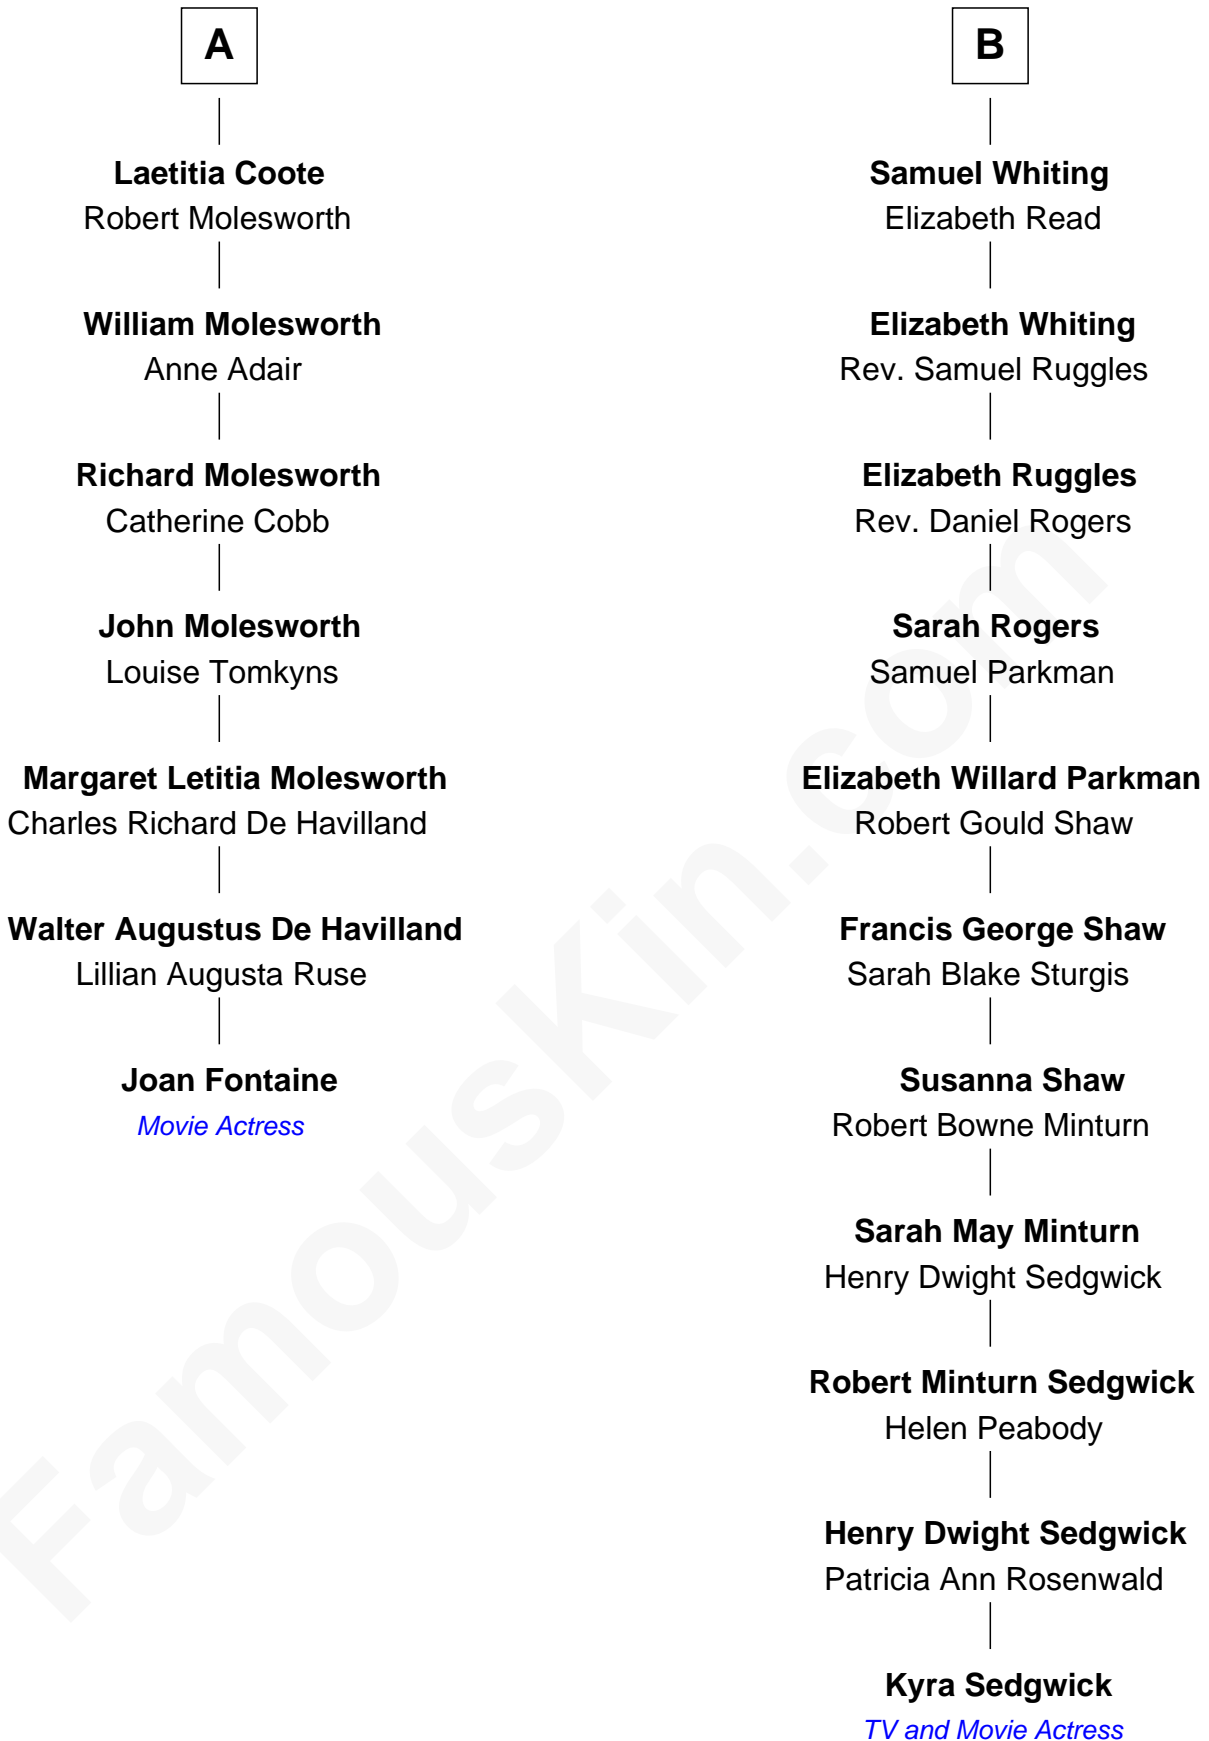 A
Laetitia Coote
Robert Molesworth
William Molesworth
Anne Adair
Richard Molesworth
Catherine Cobb
John Molesworth
Louise Tomkyns
Margaret Letitia Molesworth
Charles Richard De Havilland
Walter Augustus De Havilland
Lillian Augusta Ruse
Joan Fontaine
Movie Actress
B
Samuel Whiting
Elizabeth Read
Elizabeth Whiting
Rev. Samuel Ruggles
Elizabeth Ruggles
Rev. Daniel Rogers
Sarah Rogers
Samuel Parkman
Elizabeth Willard Parkman
Robert Gould Shaw
Francis George Shaw
Sarah Blake Sturgis
Susanna Shaw
Robert Bowne Minturn
Sarah May Minturn
Henry Dwight Sedgwick
Robert Minturn Sedgwick
Helen Peabody
Henry Dwight Sedgwick
Patricia Ann Rosenwald
Kyra Sedgwick
TV and Movie Actress
FamousKin.com